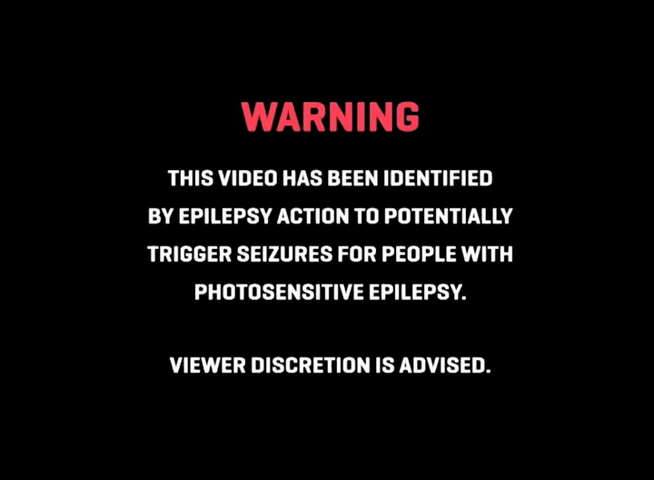 WARNING
THIS VIDEO HAS BEEN IDENTIFIED
BY EPILEPSY ACTION TO POTENTIALLY
TRIGGER SEIZURES FOR PEOPLE WITH
PHOTOSENSITIVE EPILEPSY.
VIEWER DISCRETION IS ADVISED.